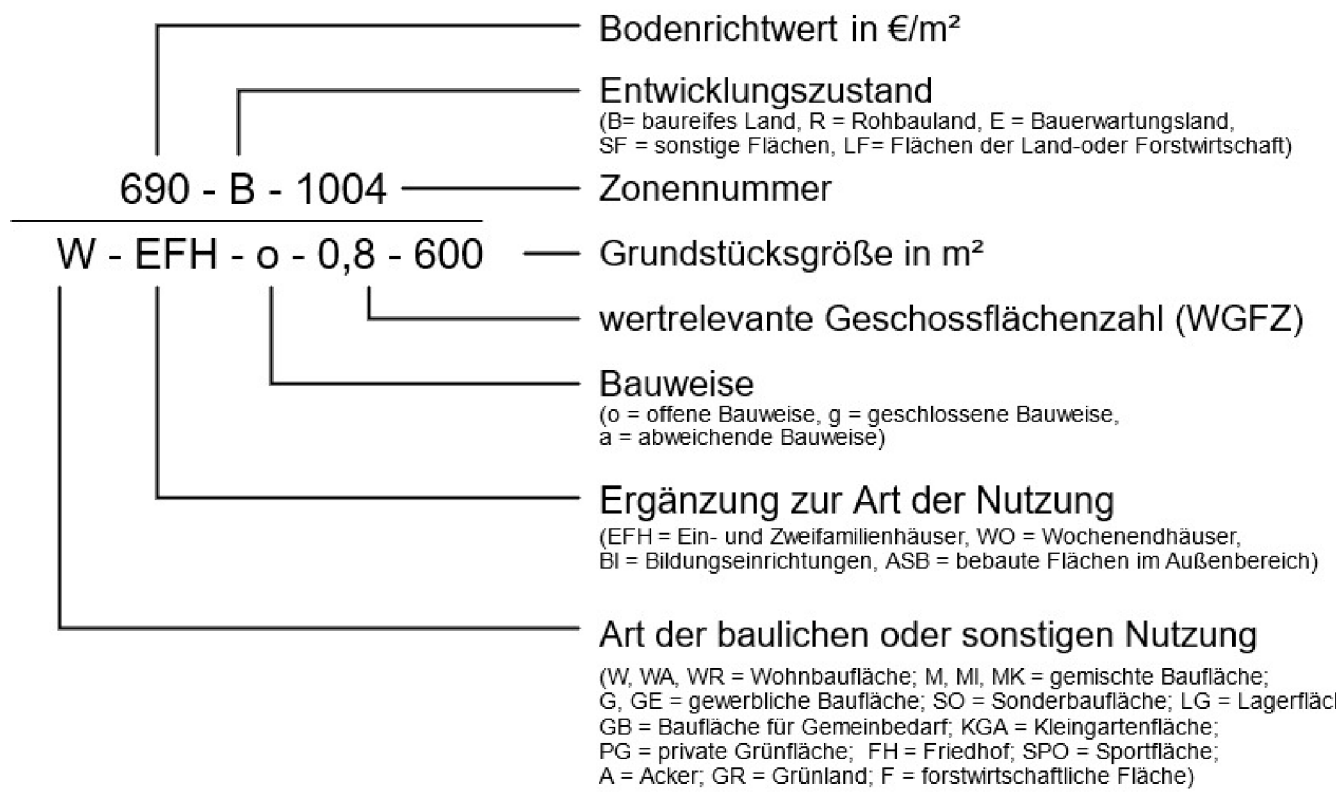 Bodenrichtwert in €/m²
Entwicklungszustand
(B= baureifes Land, R = Rohbauland, E = Bauerwartungsland,
SF = sonstige Flächen, LF= Flächen der Land-oder Forstwirtschaft)
690 - B - 1004
Zonennummer
W - EFH - o - 0,8 - 600
Grundstücksgröße in m²
wertrelevante Geschossflächenzahl (WGFZ)
Bauweise
(o = offene Bauweise, g = geschlossene Bauweise,
a = abweichende Bauweise)
Ergänzung zur Art der Nutzung
(EFH = Ein- und Zweifamilienhäuser, WO = Wochenendhäuser,
BI = Bildungseinrichtungen, ASB = bebaute Flächen im Außenbereich)
Art der baulichen oder sonstigen Nutzung
(W, WA, WR = Wohnbaufläche; M, MI, MK = gemischte Baufläche;
G, GE = gewerbliche Baufläche; SO = Sonderbaufläche; LG = Lagerfläch
GB = Baufläche für Gemeinbedarf; KGA = Kleingartenfläche;
PG = private Grünfläche; FH = Friedhof; SPO = Sportfläche;
A = Acker; GR = Grünland; F = forstwirtschaftliche Fläche)